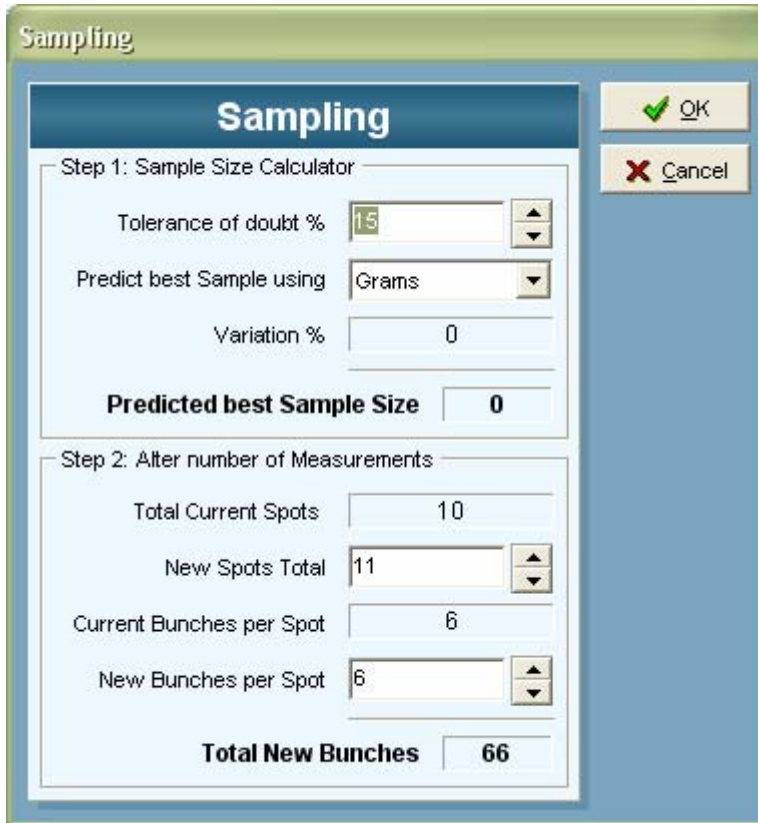 Sampling
Sampling
OK
Cancel
Step 1: Sample Size Calculator
Tolerance of doubt % 15
Predict best Sample using Grams
Variation % 0
Predicted best Sample Size 0
Step 2: Alter number of Measurements
Total Current Spots 10
New Spots Total 11
Current Bunches per Spot 6
New Bunches per Spot 6
Total New Bunches 66